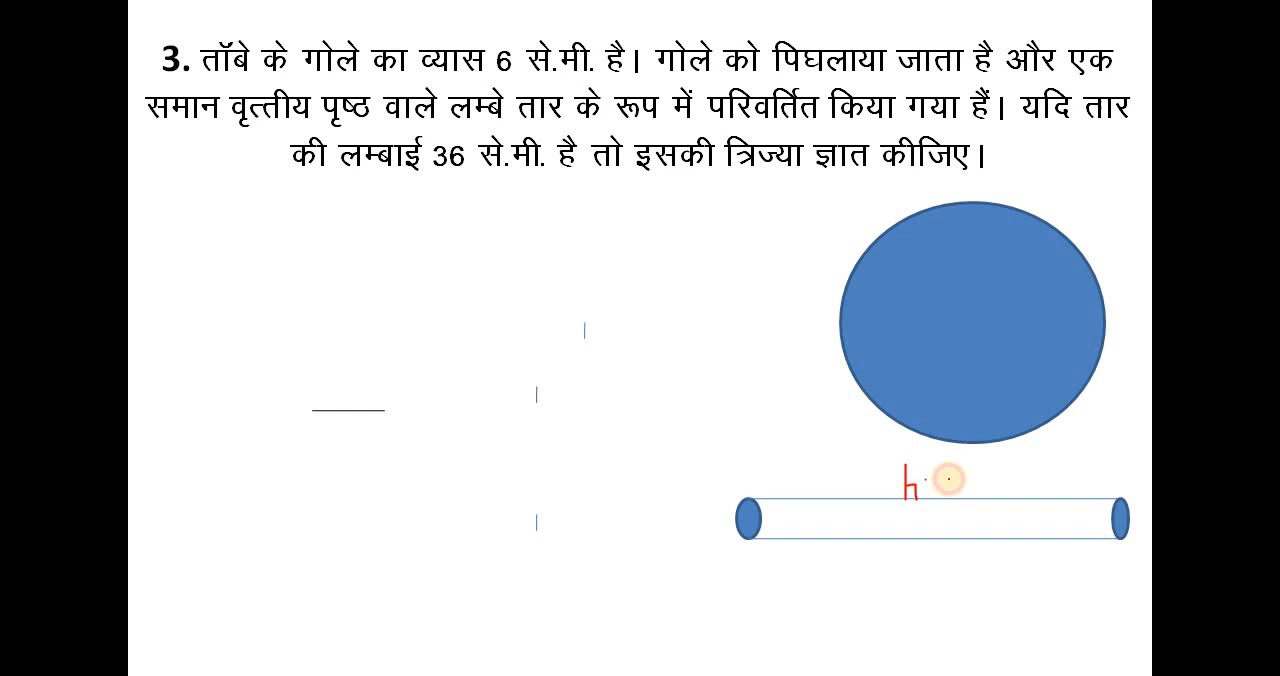 3. ताॅंबे के गोले का व्यास 6 से.मी. है। गोले को पिघलाया जाता है और एक
समान वृत्तीय पृष्ठ वाले लम्बे तार के रूप में परिवर्तित किया गया हैं। यदि तार
की लम्बाई 36 से.मी. है तो इसकी त्रिज्या ज्ञात कीजिए।
h